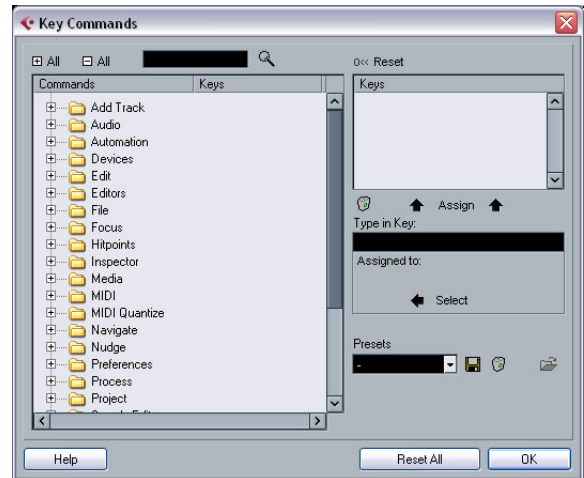 Key Commands
All All
Reset
Commands Keys
Add Track
Audio
Automation
Devices
Edit
Editors
File
Focus
Hitpoints
Inspector
Media
MIDI
MIDI Quantize
Navigate
Nudge
Preferences
Process
Project
Keys
Assign
Type in Key:
Assigned to:
Select
Presets
-
Help
Reset All
OK